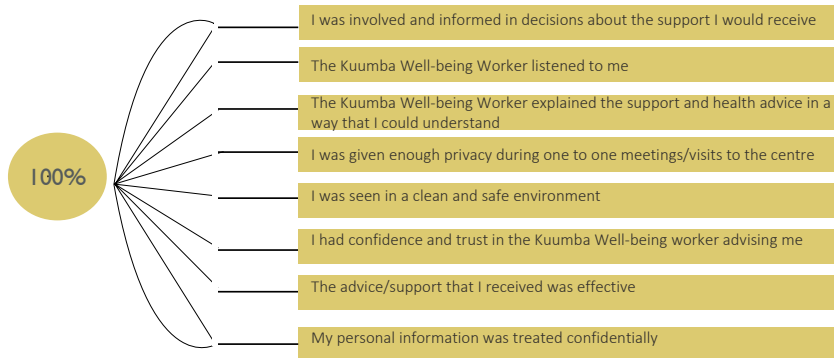 100%
I was involved and informed in decisions about the support I would receive
The Kuumba Well-being Worker listened to me
The Kuumba Well-being Worker explained the support and health advice in a
way that I could understand
I was given enough privacy during one to one meetings/visits to the centre
I was seen in a clean and safe environment
I had confidence and trust in the Kuumba Well-being worker advising me
The advice/support that I received was effective
My personal information was treated confidentially